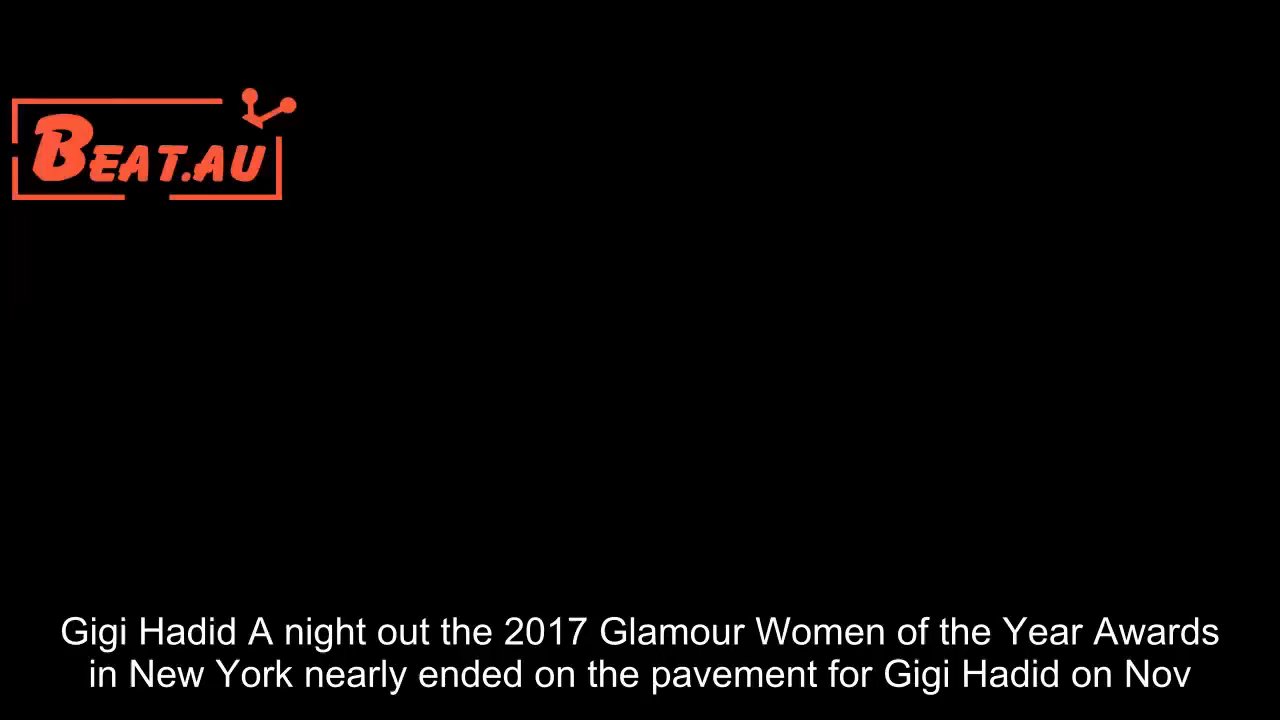 BEAT.AU
Gigi Hadid A night out the 2017 Glamour Women of the Year Awards
in New York nearly ended on the pavement for Gigi Hadid on Nov